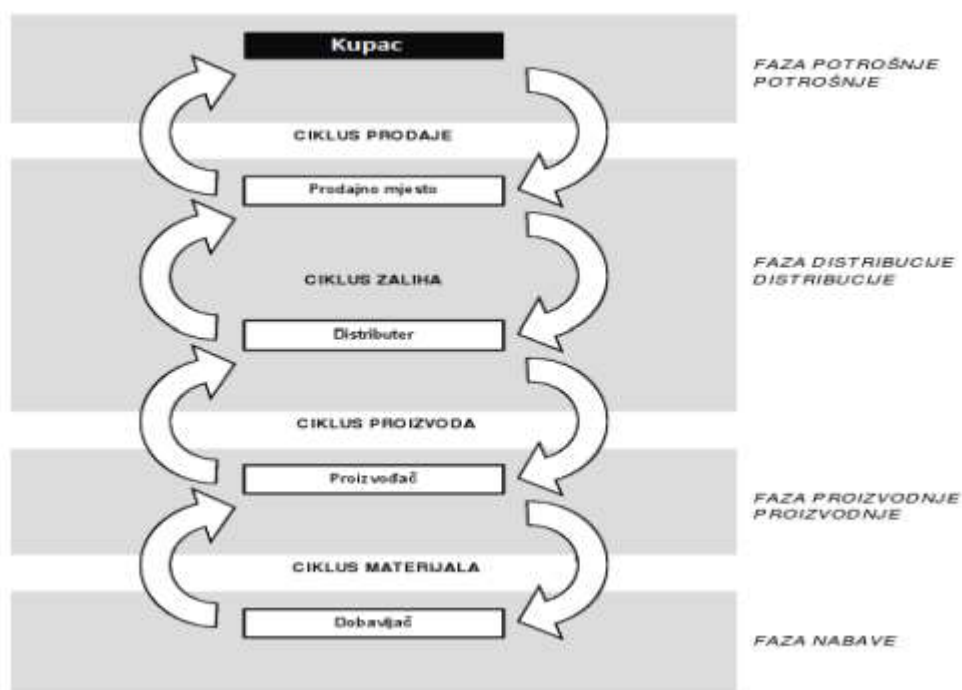 Kupac
FAZA POTROŠNJE
POTROŠNJE
CIKLUS PRODAJE
Prodajno mjesto
FAZA DISTRIBUCIJE
DISTRIBUCIJE
CIKLUS ZALIHA
Distributer
CIKLUS PROIZVODA
Proizvođač
FAZA PROIZVODNJE
PROIZVODNJE
CIKLUS MATERIJALA
Dobavljač
FAZA NABAVE